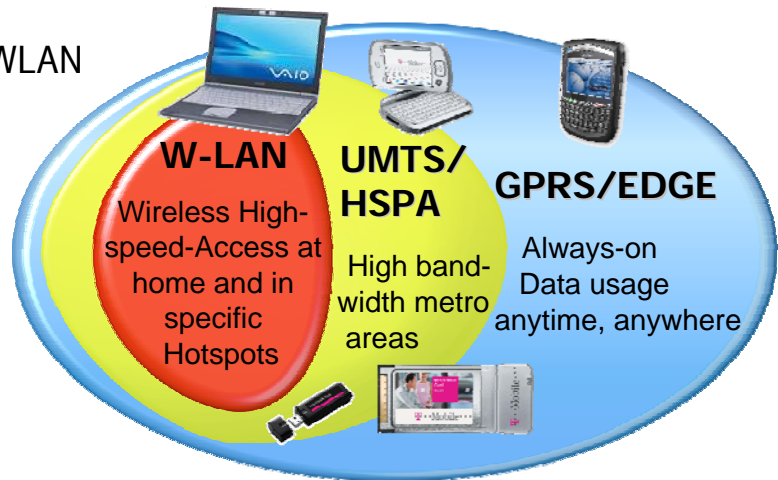 WLAN
VAIO
W-LAN
Wireless High-
speed-Access at
home and in
specific
Hotspots
UMTS/
HSPA
High band-
width metro
areas
GPRS/EDGE
Always-on
Data usage
anytime, anywhere
T··Mobile·